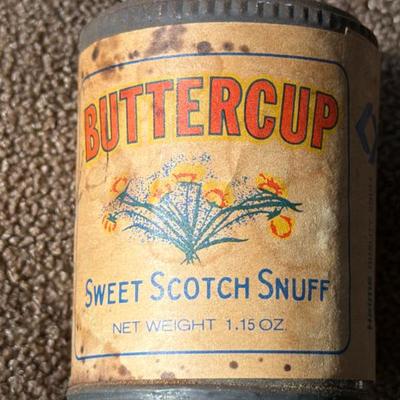 BUTTERCUP
SWEET SCOTCH SNUFF
NET WEIGHT 1.15 OZ.